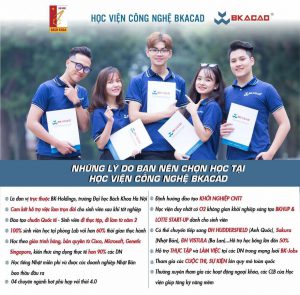 HỌC VIỆN CÔNG NGHỆ BKACAD
BKACAD
NHỮNG LÝ DO BẠN NÊN CHỌN HỌC TẠI
HỌC VIỆN CÔNG NGHỆ BKACAD
Là đơn vị trực thuộc BK Holdings, trường Đại học Bách Khoa Hà Nội
Cam kết hỗ trợ việc làm trọn đời cho sinh viên sau khi tốt nghiệp
Đào tạo chuẩn Quốc tế - Sinh viên đi thực tập, đi làm từ năm 2
100% sinh viên học tại phòng Lab với hơn 60% thời gian thực hành
Học theo giáo trình hãng, bản quyền từ Cisco, Microsoft, Genetic
Singapore, kiến thức ứng dụng thực tế hơn 90% các DN
Học tiếng Nhật miễn phí và được các doanh nghiệp Nhật Bản
bao thầu đầu ra
04 chuyên ngành hot phù hợp với thời 4.0
Định hướng đào tạo KHỞI NGHIỆP CNTT
Học viện duy nhất có 02 không gian khởi nghiệp sáng tạo BKHUP &
LOTTE START-UP dành cho sinh viên
Cơ hội chuyển tiếp sang ĐH HUDDERSFIELD (Anh Quốc), Sakura
(Nhật Bản), ĐH VISTULA (Ba Lan)...Hỗ trợ học bổng lên đến 50%
Hỗ trợ THỰC TẬP và LÀM VIỆC tại các DN trong mạng lưới BK-Jobs
Tham gia các CUỘC THI, SỰ KIỆN lớn quy mô toàn quốc
Thường xuyên tham gia các hoạt động ngoại khóa, các CLB của Học
viện giúp tăng kỹ năng mềm